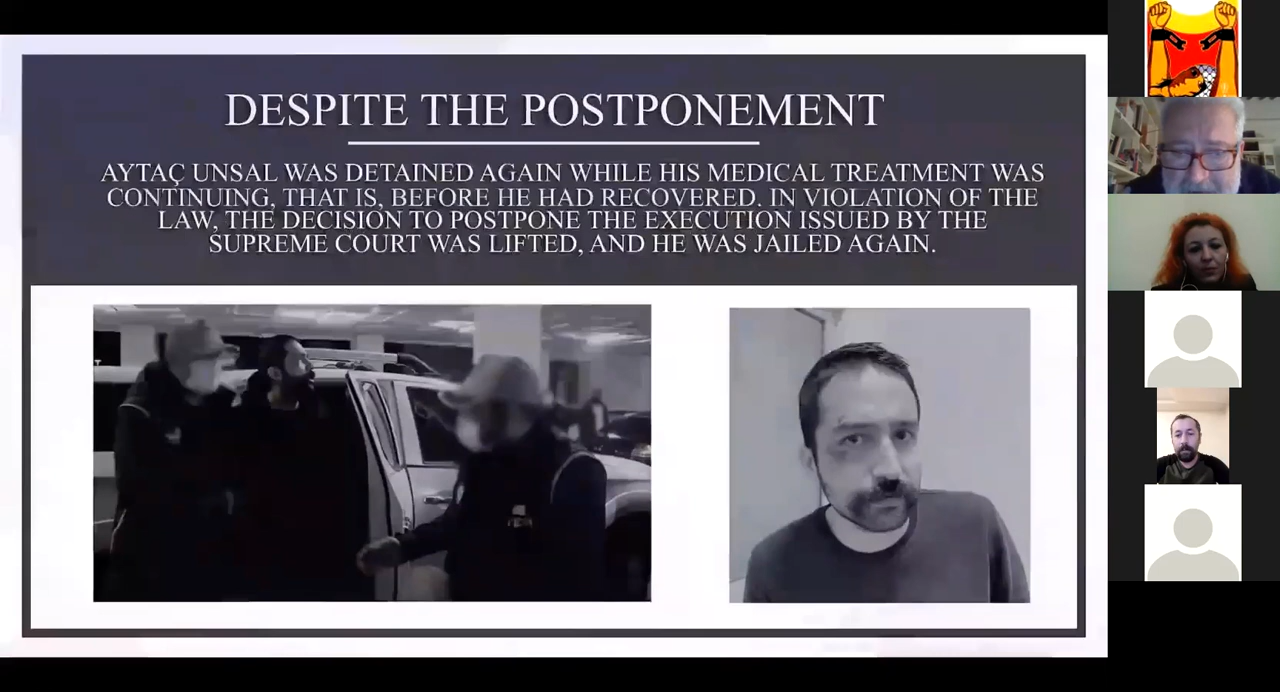 DESPITE THE POSTPONEMENT
AYTAÇ UNSAL WAS DETAINED AGAIN WHILE HIS MEDICAL TREATMENT WAS
CONTINUING, THAT IS, BEFORE HE HAD RECOVERED. IN VIOLATION OF THE
LAW, THE DECISION TO POSTPONE THE EXECUTION ISSUED BY THE
SUPREME COURT WAS LIFTED, AND HE WAS JAILED AGAIN.